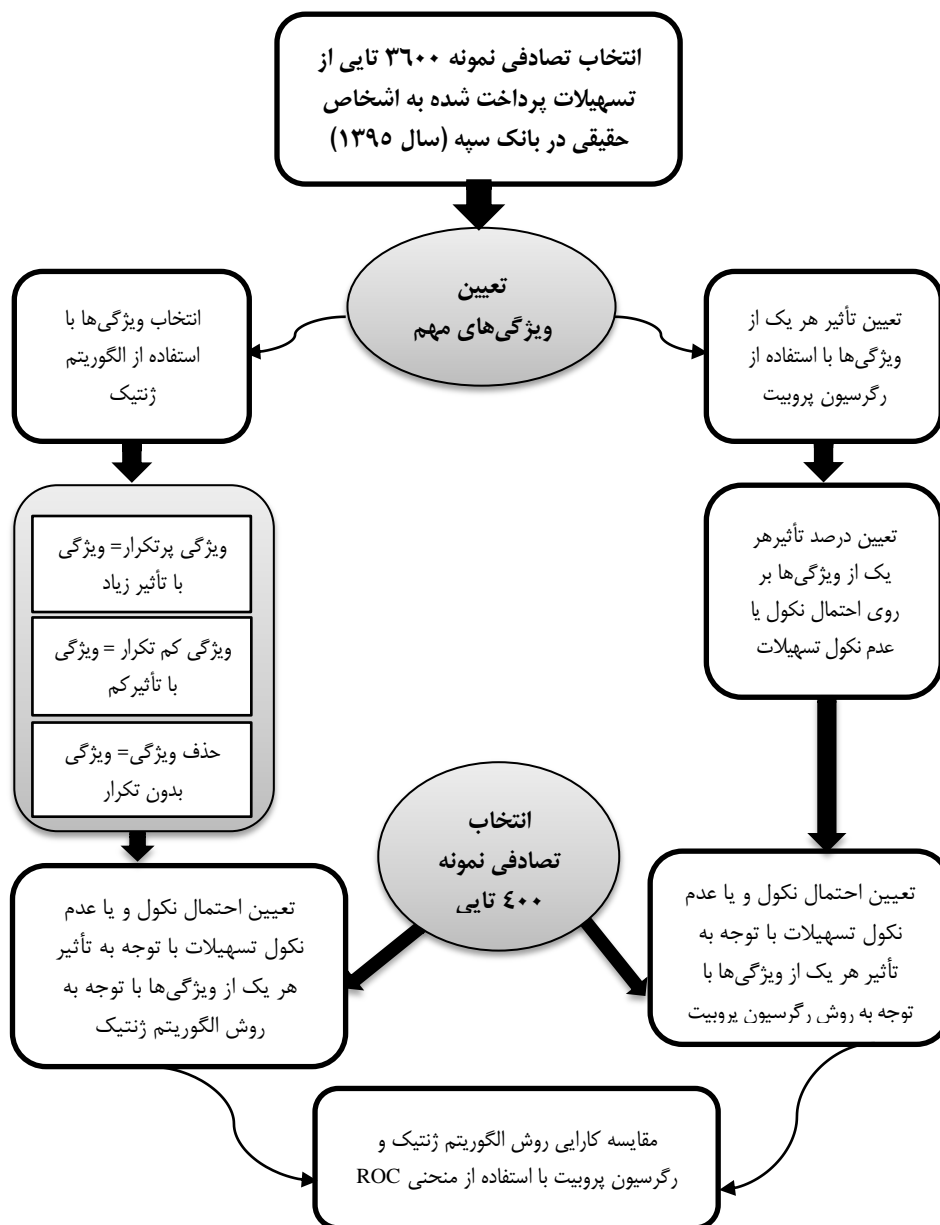 انتخاب تصادفی نمونه ٣٦٠٠ تایی از
تسهیلات پرداخت شده به اشخاص
حقیقی در بانک سپه (سال ١٣٩٥)
تعیین
ویژگی‌های مهم
تعیین تأثیر هر یک از
ویژگی‌ها با استفاده از
رگرسیون پروبیت
انتخاب ویژگی‌ها با
استفاده از الگوریتم
ژنتیک
تعیین درصد تأثیرهر
یک از ویژگی‌ها بر
روی احتمال نکول یا
عدم نکول تسهیلات
ویژگی پرتکرار= ویژگی
با تأثیر زیاد
ویژگی کم تکرار = ویژگی
با تأثیرکم
حذف ویژگی= ویژگی
بدون تکرار
انتخاب
تصادفی نمونه
٤٠٠ تایی
تعیین احتمال نکول و یا عدم
نکول تسهیلات با توجه به
تأثیر هر یک از ویژگی‌ها با
توجه به روش رگرسیون پروبیت
تعیین احتمال نکول و یا عدم
نکول تسهیلات با توجه به تأثیر
هر یک از ویژگی‌ها با توجه به
روش الگوریتم ژنتیک
مقایسه کارایی روش الگوریتم ژنتیک و
رگرسیون پروبیت با استفاده از منحنی ROC